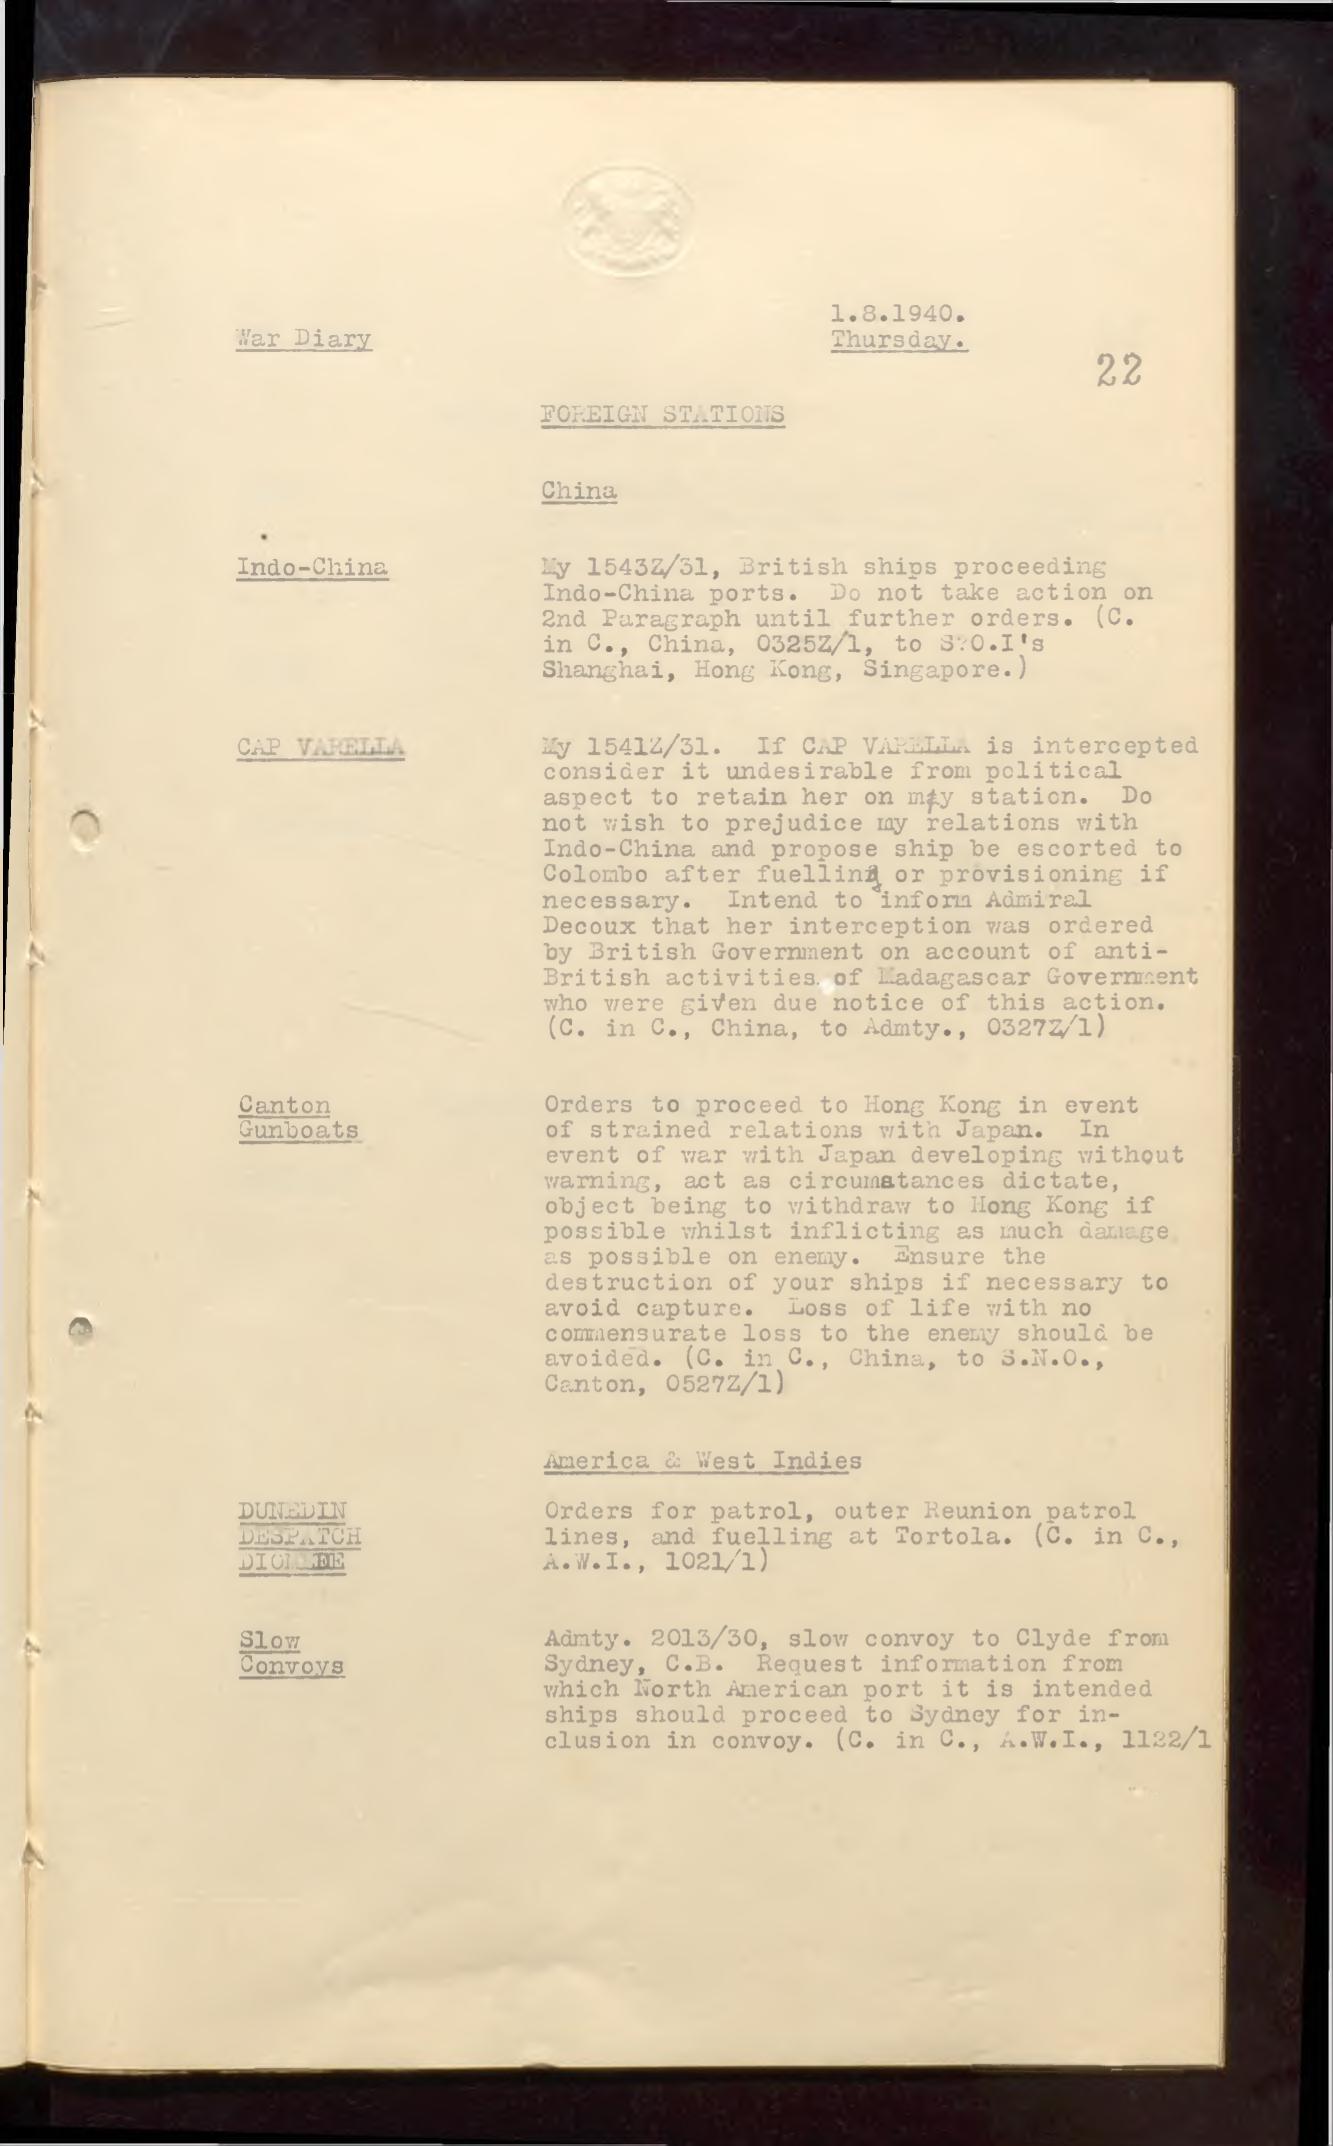 War Diary
1.8.1940.
Thursday.
22
FOREIGN STATIONS
China
Indo-China
My 1543Z/31, British ships proceeding
Indo-China ports. Do not take action on
2nd Paragraph until further orders. (C.
in C., China, 0325Z/1, to S?O.I's
Shanghai, Hong Kong, Singapore.)
CAP VARELLA
My 1541Z/31. If CAP VARELLA is intercepted
consider it undesirable from political
aspect to retain her on my station. Do
not wish to prejudice my relations with
Indo-China and propose ship be escorted to
Colombo after fuelling or provisioning if
necessary. Intend to inform Admiral
Decoux that her interception was ordered
by British Government on account of anti-
British activities. of Madagascar Government
who were given due notice of this action.
(C. in C., China, to Admty., 0327Z/1)
Canton
Gunboats
Orders to proceed to Hong Kong in event
of strained relations with Japan. In
event of war with Japan developing without
warning, act as circumstances dictate,
object being to withdraw to Hong Kong if
possible whilst inflicting as much damage
as possible on enemy. Ensure the
destruction of your ships if necessary to
avoid capture. Loss of life with no
commensurate loss to the enemy should be
avoided. (C. in C., China, to S.N.O.,
Canton, 0527Z/1)
America & West Indies
DUNEDIN
DESPATCH
DIOMEDE
Orders for patrol, outer Reunion patrol
lines, and fuelling at Tortola. (C. in C.,
A.W.I., 1021/1)
Slow
Convoys
Admty. 2013/30, slow convoy to Clyde from
Sydney, C.B. Request information from
which North American port it is intended
ships should proceed to Sydney for in-
clusion in convoy. (C. in C., A.W.I., 1122/1